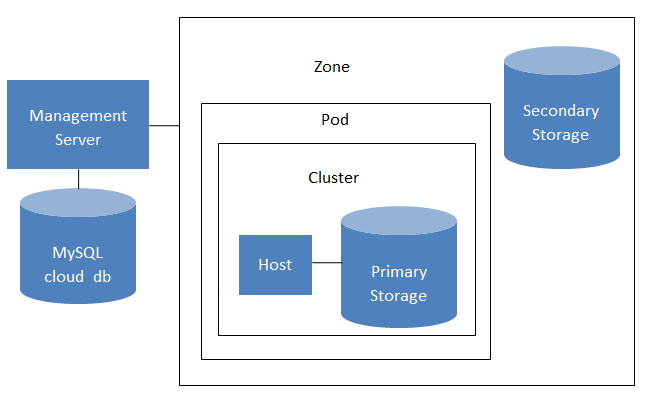 Zone
Management
Server
Secondary
Storage
Pod
Cluster
MySQL
cloud  db
Host
Primary
Storage